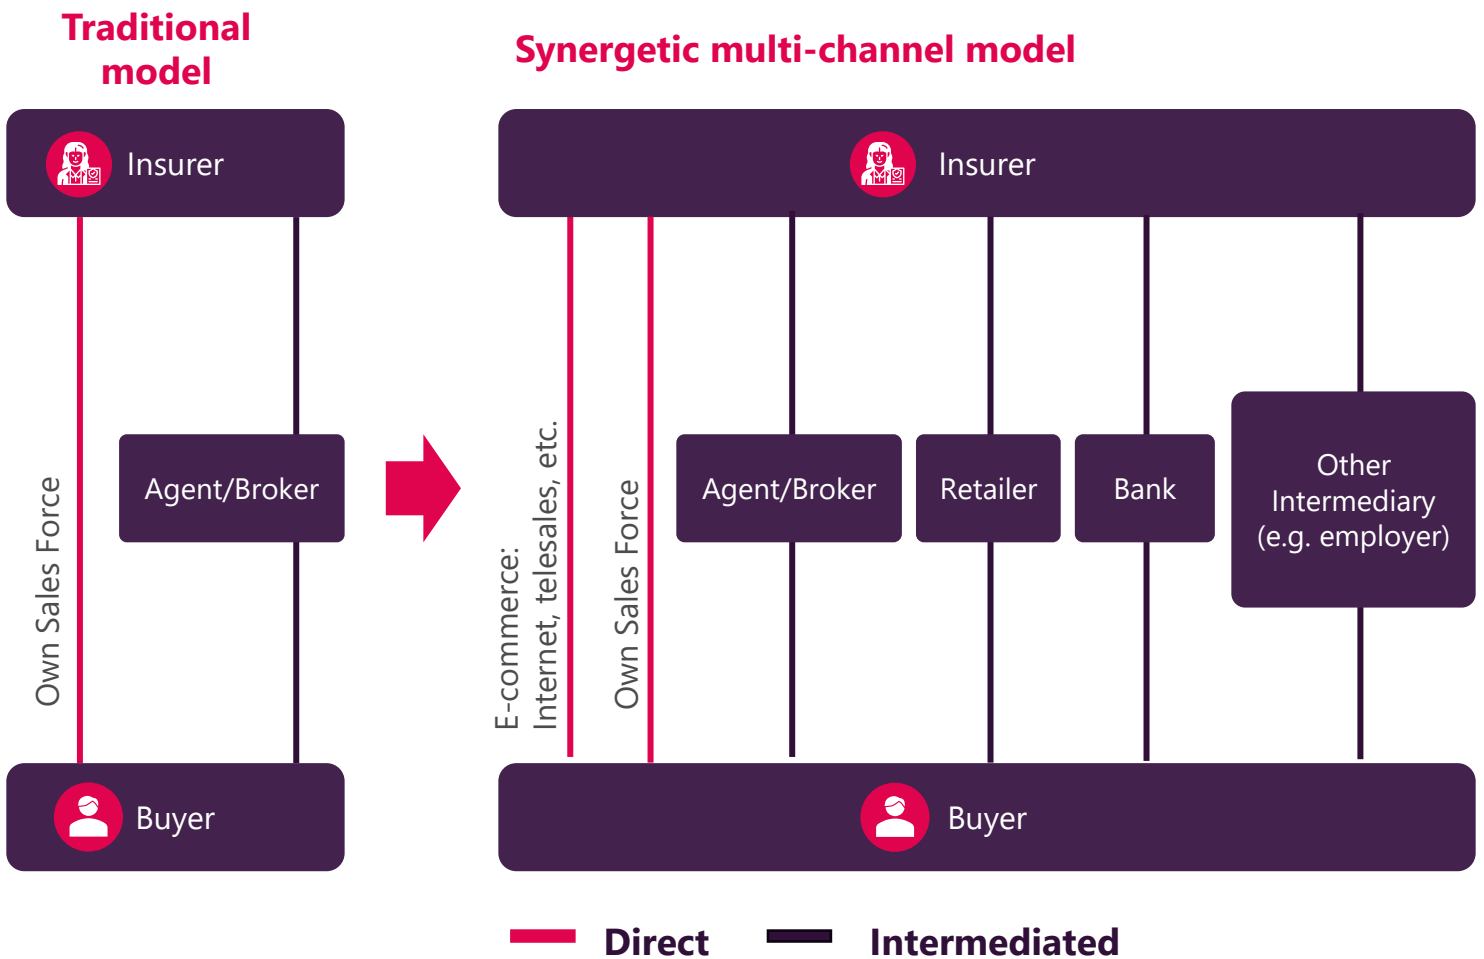 Traditional
model
Insurer
Own Sales Force
Agent/Broker
Buyer
Synergetic multi-channel model
Insurer
E-commerce:
Internet, telesales, etc.
Own Sales Force
Agent/Broker
Retailer
Bank
Other
Intermediary
(e.g. employer)
Buyer
Direct
Intermediated